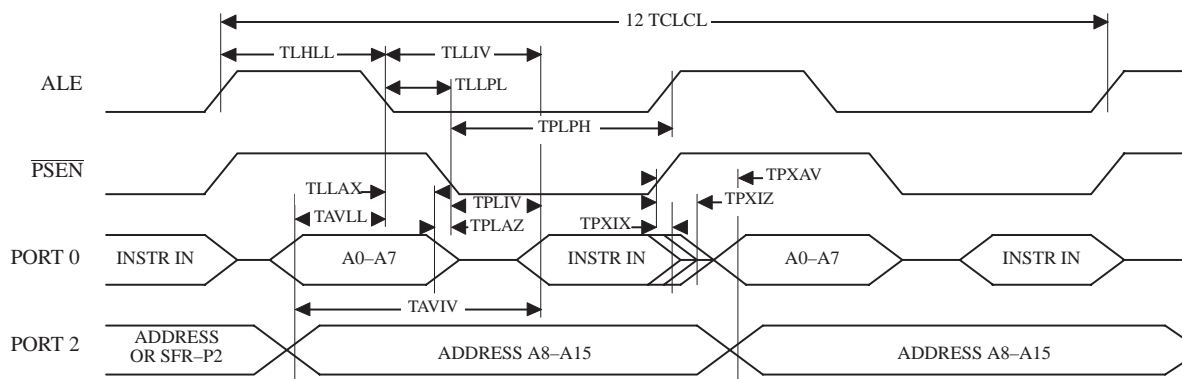 12 TCLCL
TLHLL
TLLIV
ALE
TLLPL
TPLPH
PSEN
TLLAX
TPXAV
TPLIV
TPXIZ
TAVLL
TPLAZ
TPXIX
PORT 0
INSTR IN
A0–A7
INSTR IN
A0–A7
INSTR IN
TAVIV
PORT 2
ADDRESS
OR SFR–P2
ADDRESS A8–A15
ADDRESS A8–A15